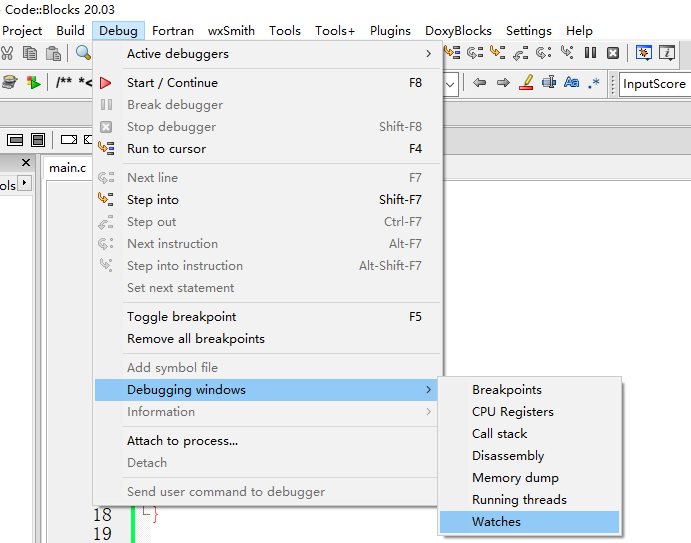 Code::Blocks 20.03
Project Build Debug Fortran wxSmith Tools Tools+ Plugins DoxyBlocks Settings Help
Active debuggers
/** *<
Start / Continue F8
InputScore
Break debugger
Stop debugger Shift-F8
Run to cursor F4
main.c
Next line F7
ols
Step into Shift-F7
Step out Ctrl-F7
Next instruction Alt-F7
Step into instruction Alt-Shift-F7
Set next statement
Toggle breakpoint F5
Remove all breakpoints
Add symbol file
Debugging windows
Information
Attach to process...
Detach
Send user command to debugger
Breakpoints
CPU Registers
Call stack
Disassembly
Memory dump
Running threads
Watches
18 }
19